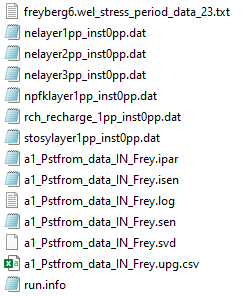 freyberg6.wel_stress_period_data_23.txt
nelayer1pp_inst0pp.dat
nelayer2pp_inst0pp.dat
nelayer3pp_inst0pp.dat
npfklayer1pp_inst0pp.dat
rch_recharge_1pp_inst0pp.dat
stosylayer1pp_inst0pp.dat
a1_Pstfrom_data_IN_Frey.ipar
a1_Pstfrom_data_IN_Frey.isen
a1_Pstfrom_data_IN_Frey.log
a1_Pstfrom_data_IN_Frey.sen
a1_Pstfrom_data_IN_Frey.svd
a1_Pstfrom_data_IN_Frey.upg.csv
run.info